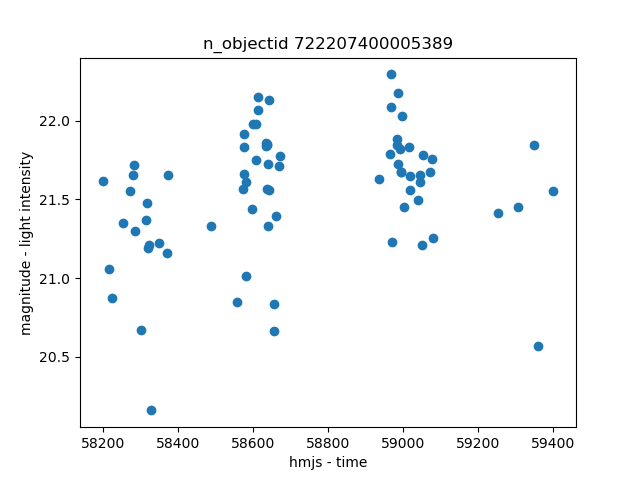 n_objectid 722207400005389
magnitude - light intensity
22.0
21.5
21.0
20.5
58200 58400 58600 58800 59000 59200 59400
hmjs - time